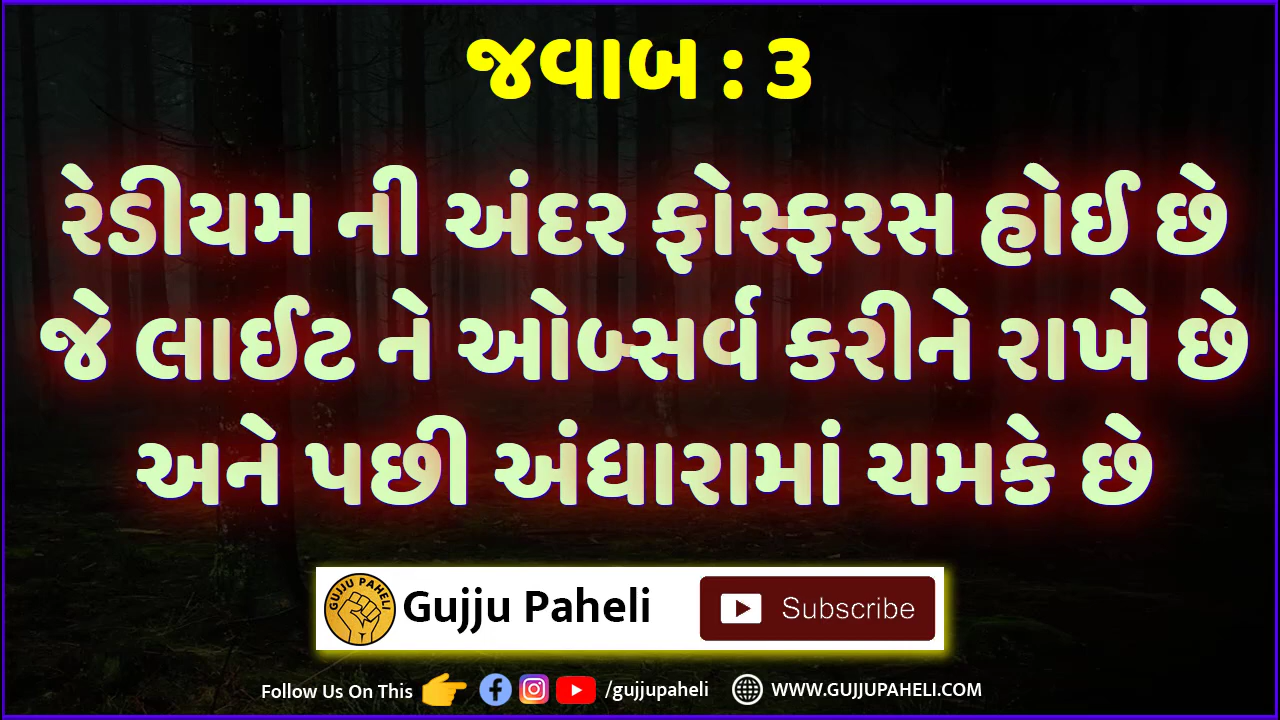 જવાબ : ૩
રેડીયમ ની અંદર ફોસ્ફરસ હોઈ છે
જે લાઈટ ને ઓબ્સર્વ કરીને રાખે છે
અને પછી અંધારામાં ચમકે છે
GUJJU PAHELI
Gujju Paheli
Subscribe
Follow Us On This /gujjupaheli WWW.GUJJUPAHELI.COM